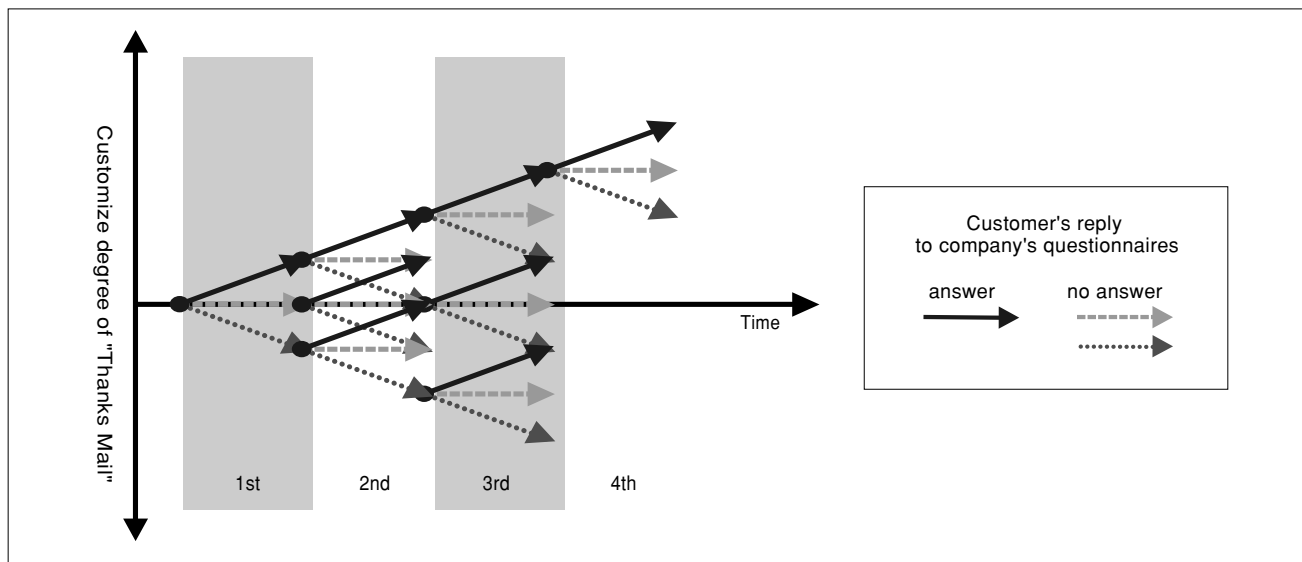 Customize degree of "Thanks Mail"
Time
1st
2nd
3rd
4th
Customer's reply
to company's questionnaires
answer
no answer